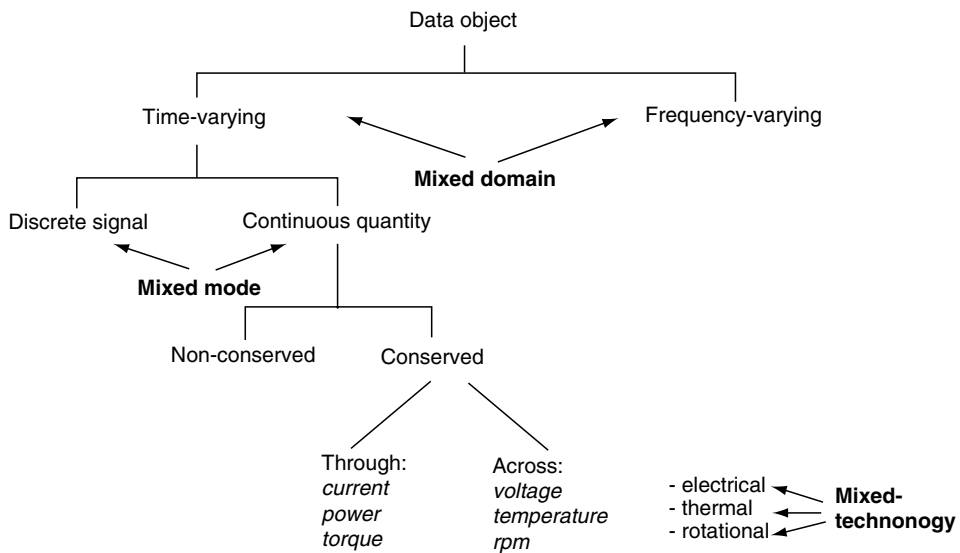 Data object
Time-varying
Frequency-varying
Mixed domain
Discrete signal
Continuous quantity
Mixed mode
Non-conserved
Conserved
Through:
current
power
torque
Across:
voltage
temperature
rpm
- electrical
- thermal
- rotational
Mixed-
technonogy